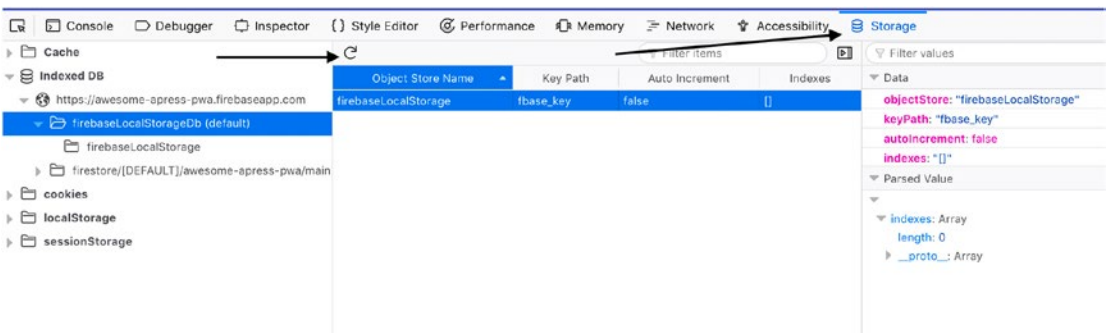 Console Debugger Inspector {} Style Editor Performance Memory Network Accessibility Storage
Cache
Filter items
Filter values
Indexed DB
https://awesome-apress-pwa.firebaseapp.com
firebaseLocalStorageDb (default)
firebaseLocalStorage
firestore/[DEFAULT]/awesome-apress-pwa/main
cookies
localStorage
sessionStorage
Object Store Name Key Path Auto Increment Indexes
firebaseLocalStorage fbase_key false []
Data
objectStore: "firebaseLocalStorage"
keyPath: "fbase_key"
autoIncrement: false
indexes: "[]"
Parsed Value
indexes: Array
length: 0
__proto__: Array